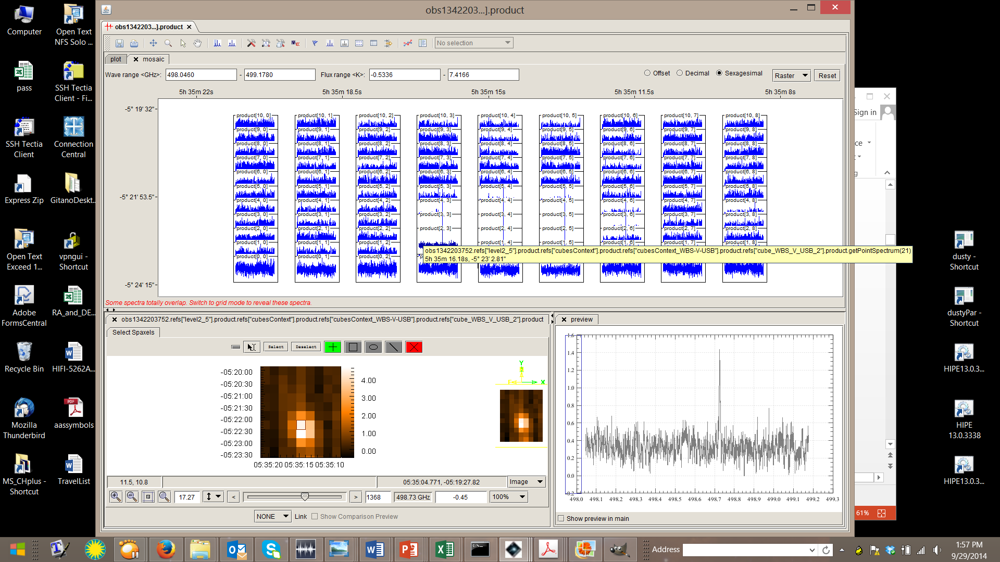 obs1342203...].product
obs1342203...].product
No selection
plot
mosaic
Wave range <GHz>: 498.0460 - 499.1780 Flux range <K>: -0.5336 - 7.4166
Offset Decimal Sexagesimal Raster Reset
5h 35m 22s 5h 35m 18.5s 5h 35m 15s 5h 35m 11.5s 5h 35m 8s
-5° 19' 32"
-5° 21' 53.5"
-5° 24' 15"
product[10, 0] product[10, 1] product[10, 2] product[10, 3] product[10, 4] product[10, 5] product[10, 6] product[10, 7] product[10, 8]
product[9, 0] product[9, 1] product[9, 2] product[9, 3] product[9, 4] product[9, 5] product[9, 6] product[9, 7] product[9, 8]
product[8, 0] product[8, 1] product[8, 2] product[8, 3] product[8, 4] product[8, 5] product[8, 6] product[8, 7] product[8, 8]
product[7, 0] product[7, 1] product[7, 2] product[7, 3] product[7, 4] product[7, 5] product[7, 6] product[7, 7] product[7, 8]
product[6, 0] product[6, 1] product[6, 2] product[6, 3] product[6, 4] product[6, 5] product[6, 6] product[6, 7] product[6, 8]
product[5, 0] product[5, 1] product[5, 2] product[5, 3] product[5, 4] product[5, 5] product[5, 6] product[5, 7] product[5, 8]
product[4, 0] product[4, 1] product[4, 2] product[4, 3] product[4, 4] product[4, 5] product[4, 6] product[4, 7] product[4, 8]
product[3, 0] product[3, 1] product[3, 2] product[3, 3] product[3, 4] product[3, 5] product[3, 6] product[3, 7] product[3, 8]
product[2, 0] product[2, 1] product[2, 2] product[2, 3] product[2, 4] product[2, 5] product[2, 6] product[2, 7] product[2, 8]
product[1, 0] product[1, 1] product[1, 2] product[1, 4] product[1, 5] product[1, 6] product[1, 7] product[1, 8]
product[0, 0] product[0, 1] product[0, 2]
obs1342203752.refs["level2_5"].product.refs["cubesContext"].product.refs["cubesContext_WBS-V-USB"].product.refs["cube_WBS_V_USB_2"].product.getPointSpectrum(21)
5h 35m 16.18s, -5° 23' 2.81"
Some spectra totally overlap. Switch to grid mode to reveal these spectra.
obs1342203752.refs["level2_5"].product.refs["cubesContext"].product.refs["cubesContext_WBS-V-USB"].product.refs["cube_WBS_V_USB_2"].product
Select Spaxels
Select Deselect
-05:20:00
-05:20:30
-05:21:00
-05:21:30
-05:22:00
-05:22:30
-05:23:00
-05:23:30
05:35:20 05:35:15 05:35:10
4.00
3.00
2.00
1.00
0.00
Y
N
E X
11.5, 10.8
05:35:04.771, -05:19:27.82
Image
17.27
<
>
1368
498.73 GHz
-0.45
100%
NONE Link Show Comparison Preview
preview
1.6
1.4
1.2
1.0
0.8
0.6
0.4
0.2
0.0
-0.2
498.0 498.1 498.2 498.3 498.4 498.5 498.6 498.7 498.8 498.9 499.0 499.1 499.2 499.3
Show preview in main
Computer
Open Text
NFS Solo ...
pass
SSH Tectia
Client - Fi...
SSH Tectia
Client
Connection
Central
Express Zip
GitanoDeskt...
Open Text
Exceed 1...
vpngui -
Shortcut
Adobe
FormsCentral
RA_and_DE...
Recycle Bin
HIFI-5262A...
Mozilla
Thunderbird
aassymbols
MS_CHplus -
Shortcut
TravelList
Sign in
ce
g
61%
dusty -
Shortcut
dustyPar -
Shortcut
HIPE13.0.3...
HIPE
13.0.3338
HIPE13.0.3...
Address
1:57 PM
9/29/2014